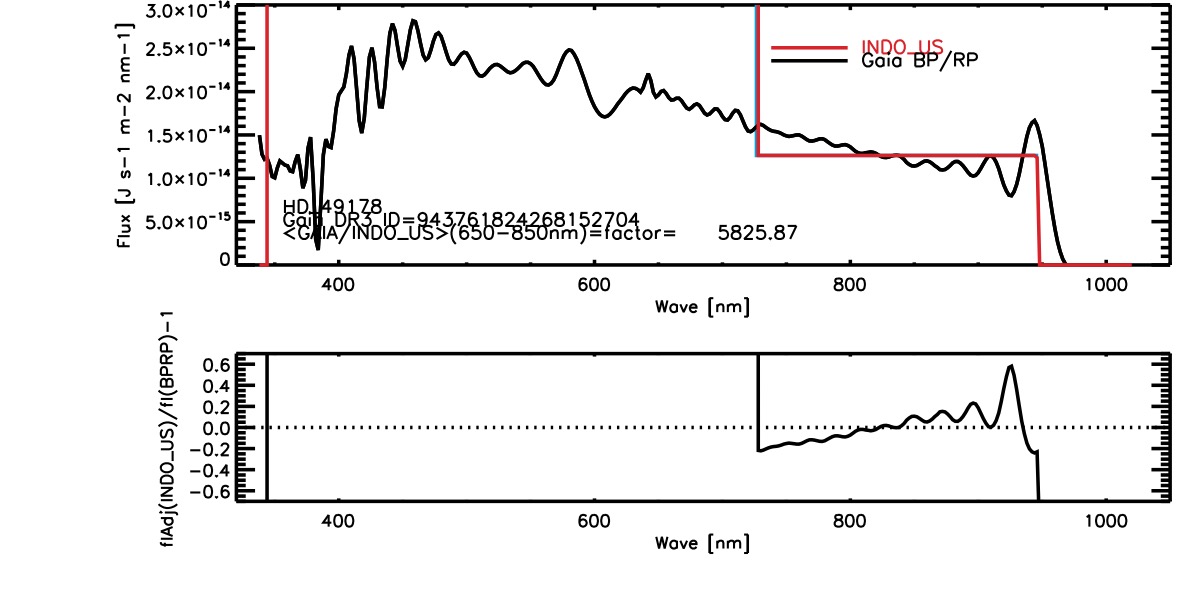 3.0×10−14
2.5×10−14
2.0×10−14
1.5×10−14
1.0×10−14
5.0×10−15
0
Flux [J s−1 m−2 nm−1]
INDO_US
Gaia BP/RP
HD_49178
Gaia DR3 ID=943761824268152704
<GAIA/INDO_US>(650−850nm)=factor= 5825.87
400 600 800 1000
Wave [nm]
0.6
0.4
0.2
0.0
−0.2
−0.4
−0.6
flAdj(INDO_US)/fl(BPRP)−1
400 600 800 1000
Wave [nm]